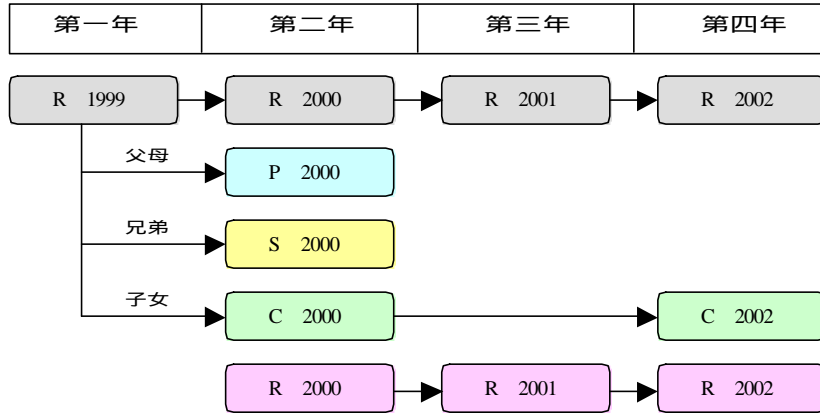 第一年 第二年 第三年 第四年
R 1999 R 2000 R 2001 R 2002
父母
P 2000
兄弟
S 2000
子女
C 2000 C 2002
R 2000 R 2001 R 2002